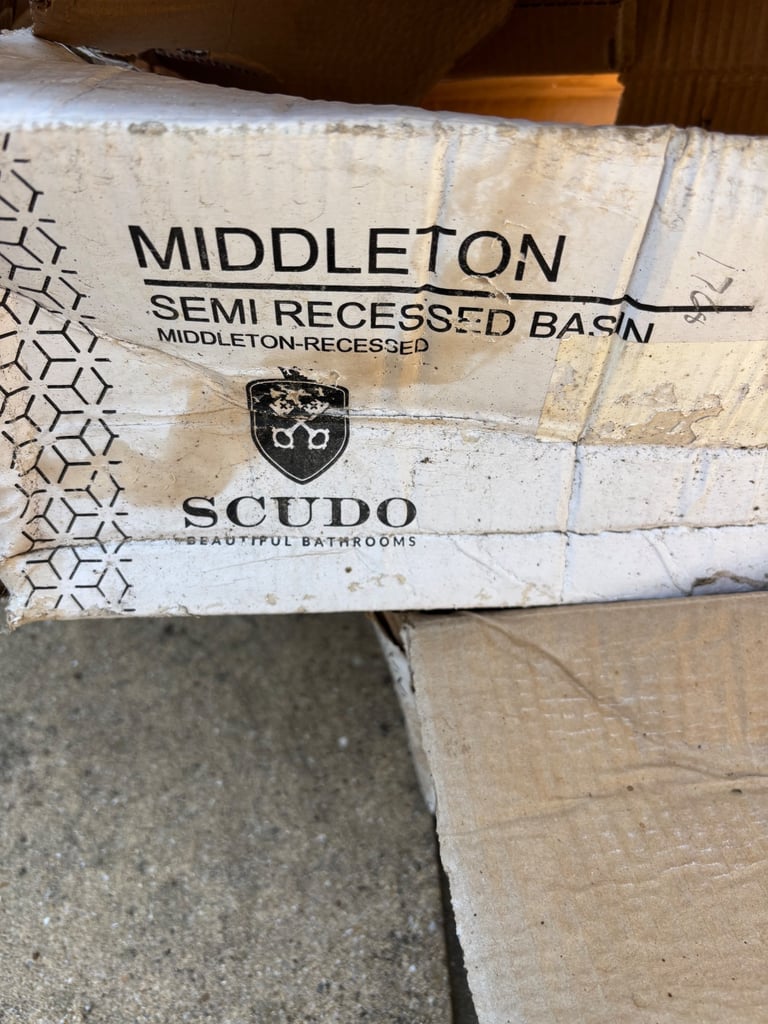 MIDDLETON
SEMI RECESSED BASIN
MIDDLETON-RECESSED
SCUDO
BEAUTIFUL BATHROOMS